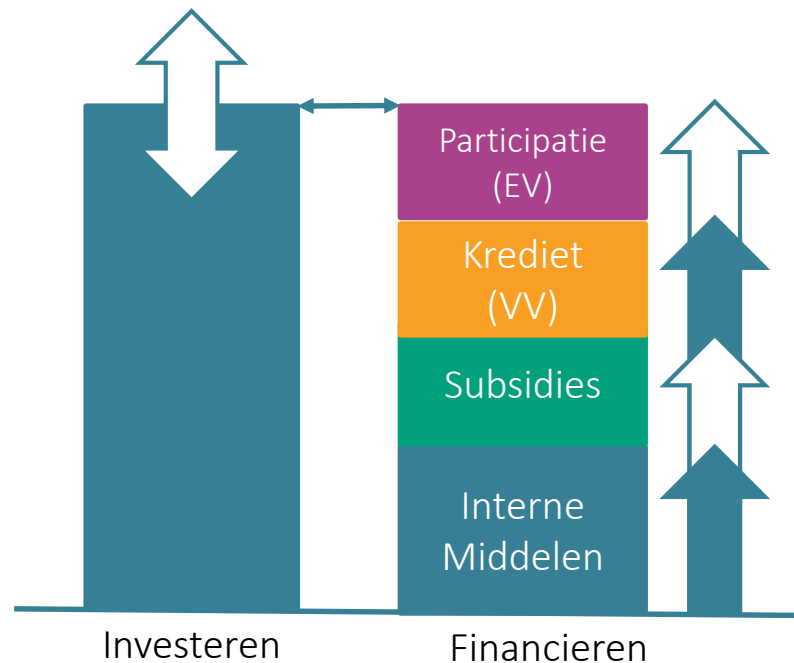 Participatie
(EV)
Krediet
(VV)
Subsidies
Interne
Middelen
Investeren
Financieren